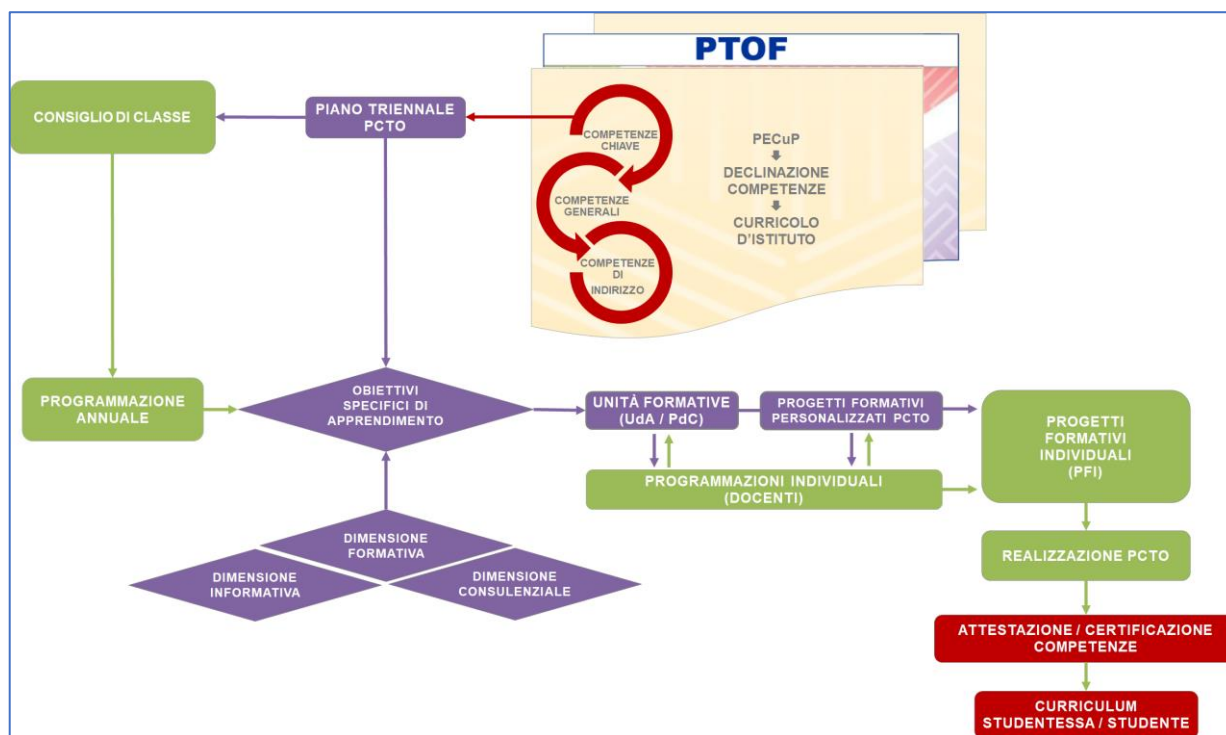 PTOF
CONSIGLIO DI CLASSE
PIANO TRIENNALE
PCTO
COMPETENZE
CHIAVE
COMPETENZE
GENERALI
COMPETENZE
DI
INDIRIZZO
PECuP
DECLINAZIONE
COMPETENZE
CURRICOLO
D'ISTITUTO
PROGRAMMAZIONE
ANNUALE
OBIETTIVI
SPECIFICI DI
APPRENDIMENTO
UNITÀ FORMATIVE
(UdA / PdC)
PROGETTI FORMATIVI
PERSONALIZZATI PCTO
PROGRAMMAZIONI INDIVIDUALI
(DOCENTI)
PROGETTI
FORMATIVI
INDIVIDUALI
(PFI)
DIMENSIONE
FORMATIVA
DIMENSIONE
INFORMATIVA
DIMENSIONE
CONSULENZIALE
REALIZZAZIONE PCTO
ATTESTAZIONE / CERTIFICAZIONE
COMPETENZE
CURRICULUM
STUDENTESSA / STUDENTE